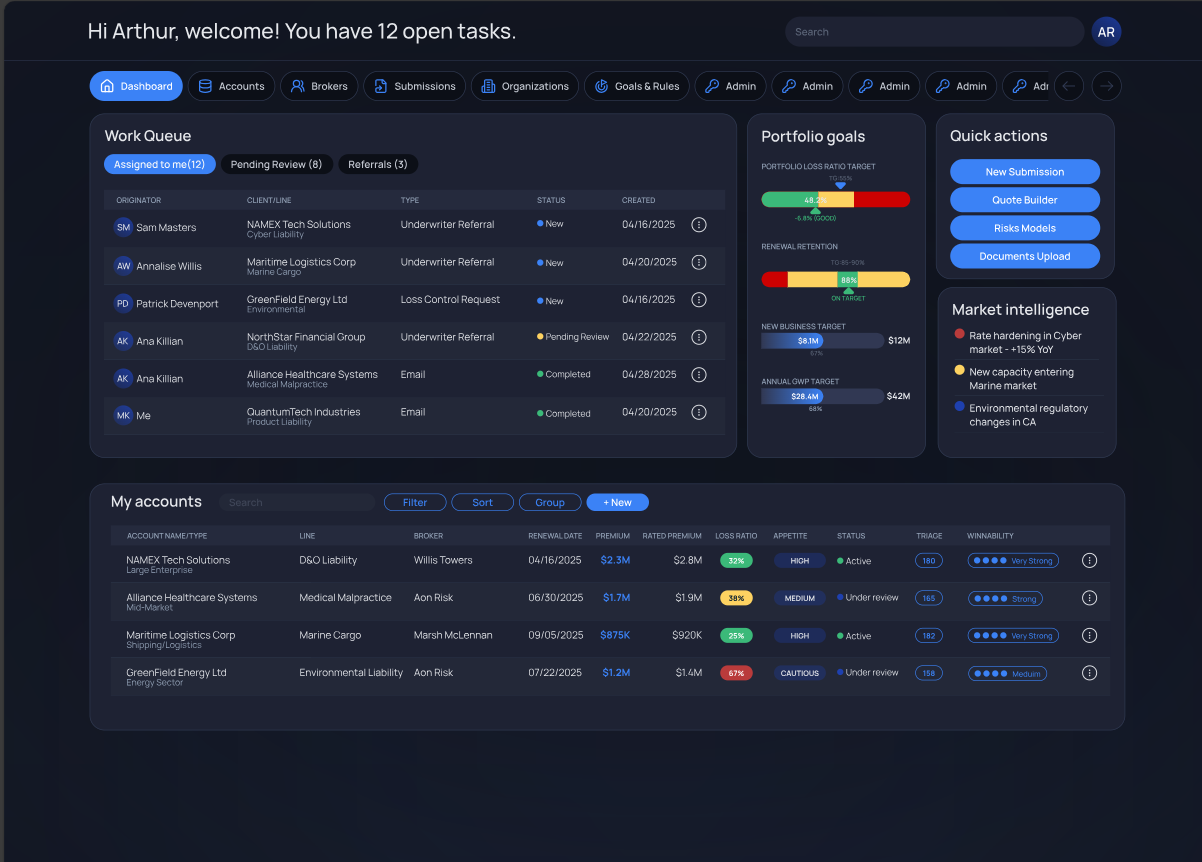 Hi Arthur, welcome! You have 12 open tasks.
Search
AR
Dashboard
Accounts
Brokers
Submissions
Organizations
Goals & Rules
Admin
Admin
Admin
Admin
Adr
Work Queue
Assigned to me(12)
Pending Review (8)
Referrals (3)
ORIGINATOR CLIENT/LINE TYPE STATUS CREATED
SM Sam Masters NAMEX Tech Solutions Underwriter Referral New 04/16/2025
Cyber Liability
AW Annalise Willis Maritime Logistics Corp Underwriter Referral New 04/20/2025
Marine Cargo
PD Patrick Devenport GreenField Energy Ltd Loss Control Request New 04/16/2025
Environmental
AK Ana Killian NorthStar Financial Group Underwriter Referral Pending Review 04/22/2025
D&O Liability
AK Ana Killian Alliance Healthcare Systems Email Completed 04/28/2025
Medical Malpractice
MK Me QuantumTech Industries Email Completed 04/20/2025
Product Liability
Portfolio goals
PORTFOLIO LOSS RATIO TARGET
TO-55%
48.2%
-6.8% (GOOD)
RENEWAL RETENTION
TO 85-90%
88%
ON TARGET
NEW BUSINESS TARGET
$8.1M $12M
67%
ANNUAL GWP TARGET
$28.4M $42M
68%
Quick actions
New Submission
Quote Builder
Risks Models
Documents Upload
Market intelligence
Rate hardening in Cyber
market - +15% YoY
New capacity entering
Marine market
Environmental regulatory
changes in CA
My accounts
Search
Filter
Sort
Group
+ New
ACCOUNT NAME/TYPE LINE BROKER RENEWAL DATE PREMIUM RATED PREMIUM LOSS RATIO APPETITE STATUS TRIAGE WINNABILITY
NAMEX Tech Solutions D&O Liability Willis Towers 04/16/2025 $2.3M $2.8M 32% HIGH Active 180 Very Strong
Large Enterprise
Alliance Healthcare Systems Medical Malpractice Aon Risk 06/30/2025 $1.7M $1.9M 38% MEDIUM Under review 165 Strong
Mid-Market
Maritime Logistics Corp Marine Cargo Marsh McLennan 09/05/2025 $875K $920K 25% HIGH Active 182 Very Strong
Shipping/Logistics
GreenField Energy Ltd Environmental Liability Aon Risk 07/22/2025 $1.2M $1.4M 67% CAUTIOUS Under review 158 Meduim
Energy Sector